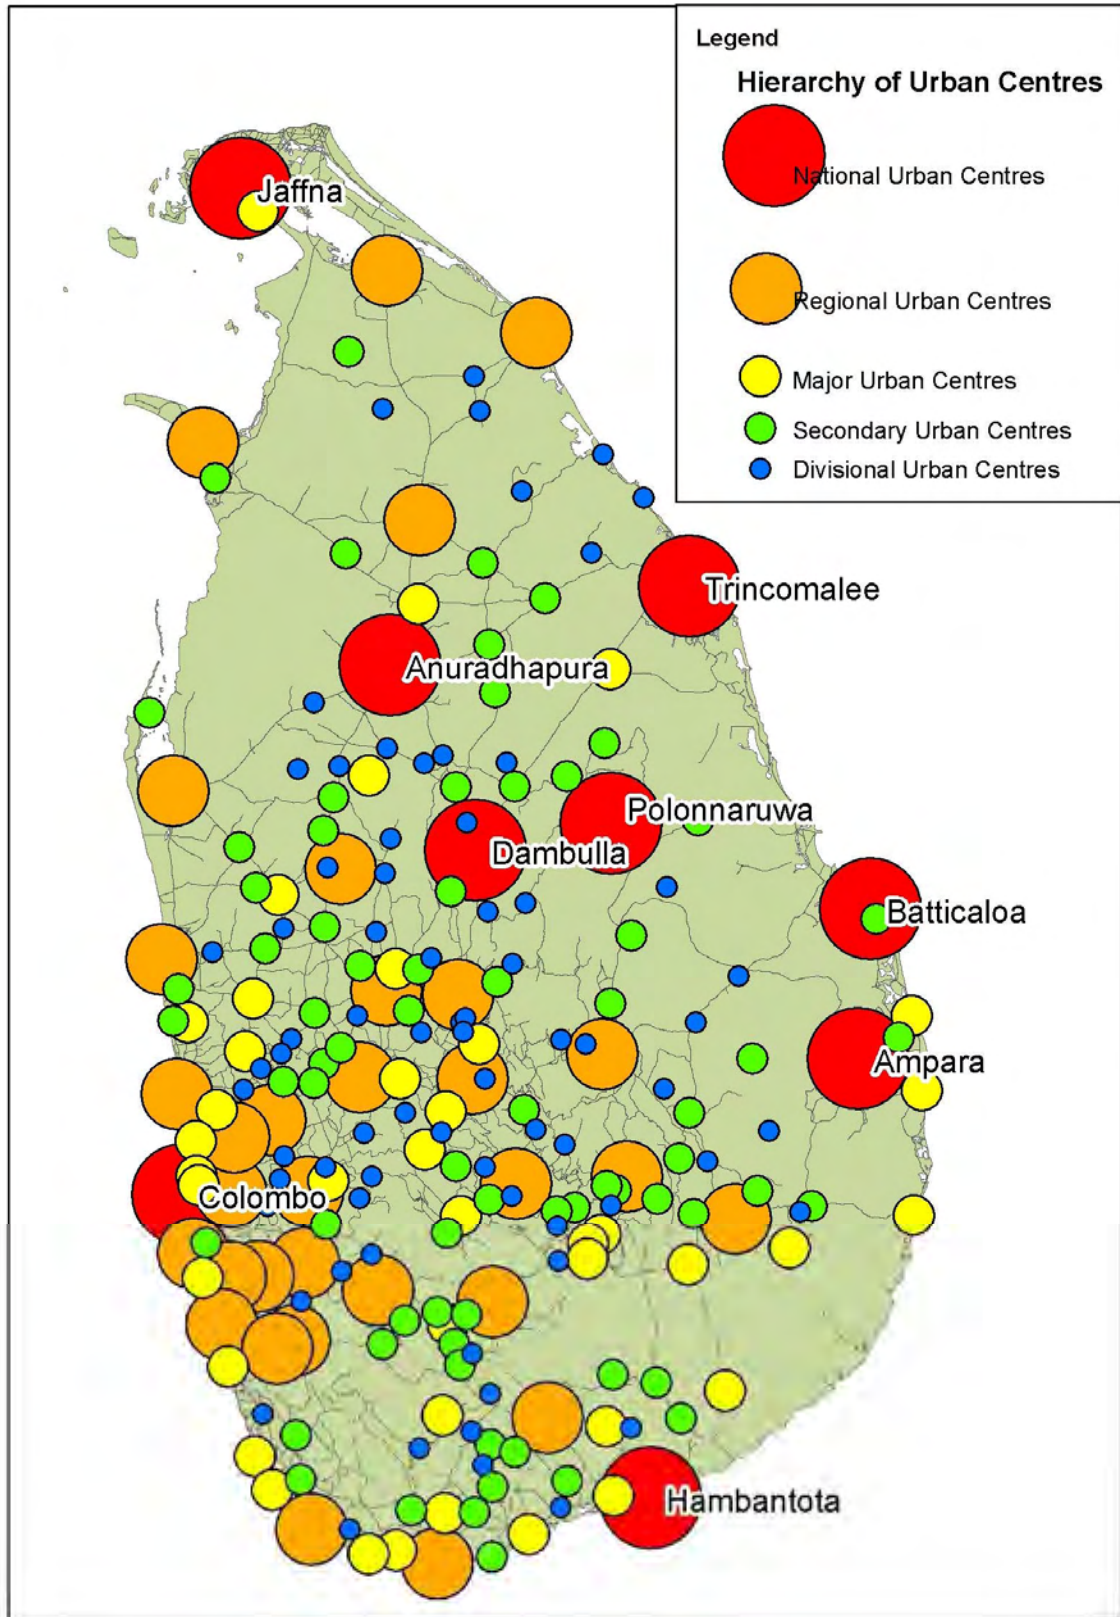 Legend
Hierarchy of Urban Centres
National Urban Centres
Regional Urban Centres
Major Urban Centres
Secondary Urban Centres
Divisional Urban Centres
Jaffna
Trincomalee
Anuradhapura
Polonnaruwa
Dambulla
Batticaloa
Ampara
Colombo
Hambantota